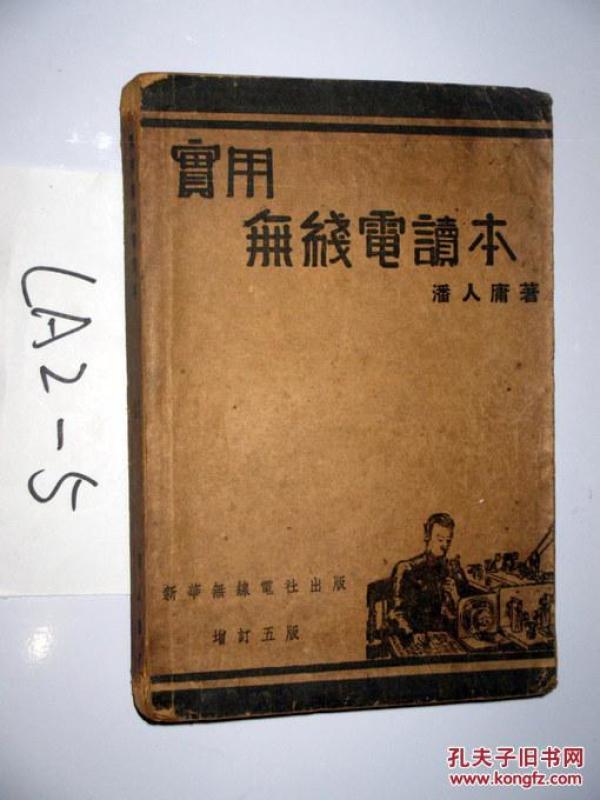 實用
無綫電讀本
潘人庸著
新華無線電社出版
增訂五版
LA2-5
孔夫子旧书网
www.kongfz.com